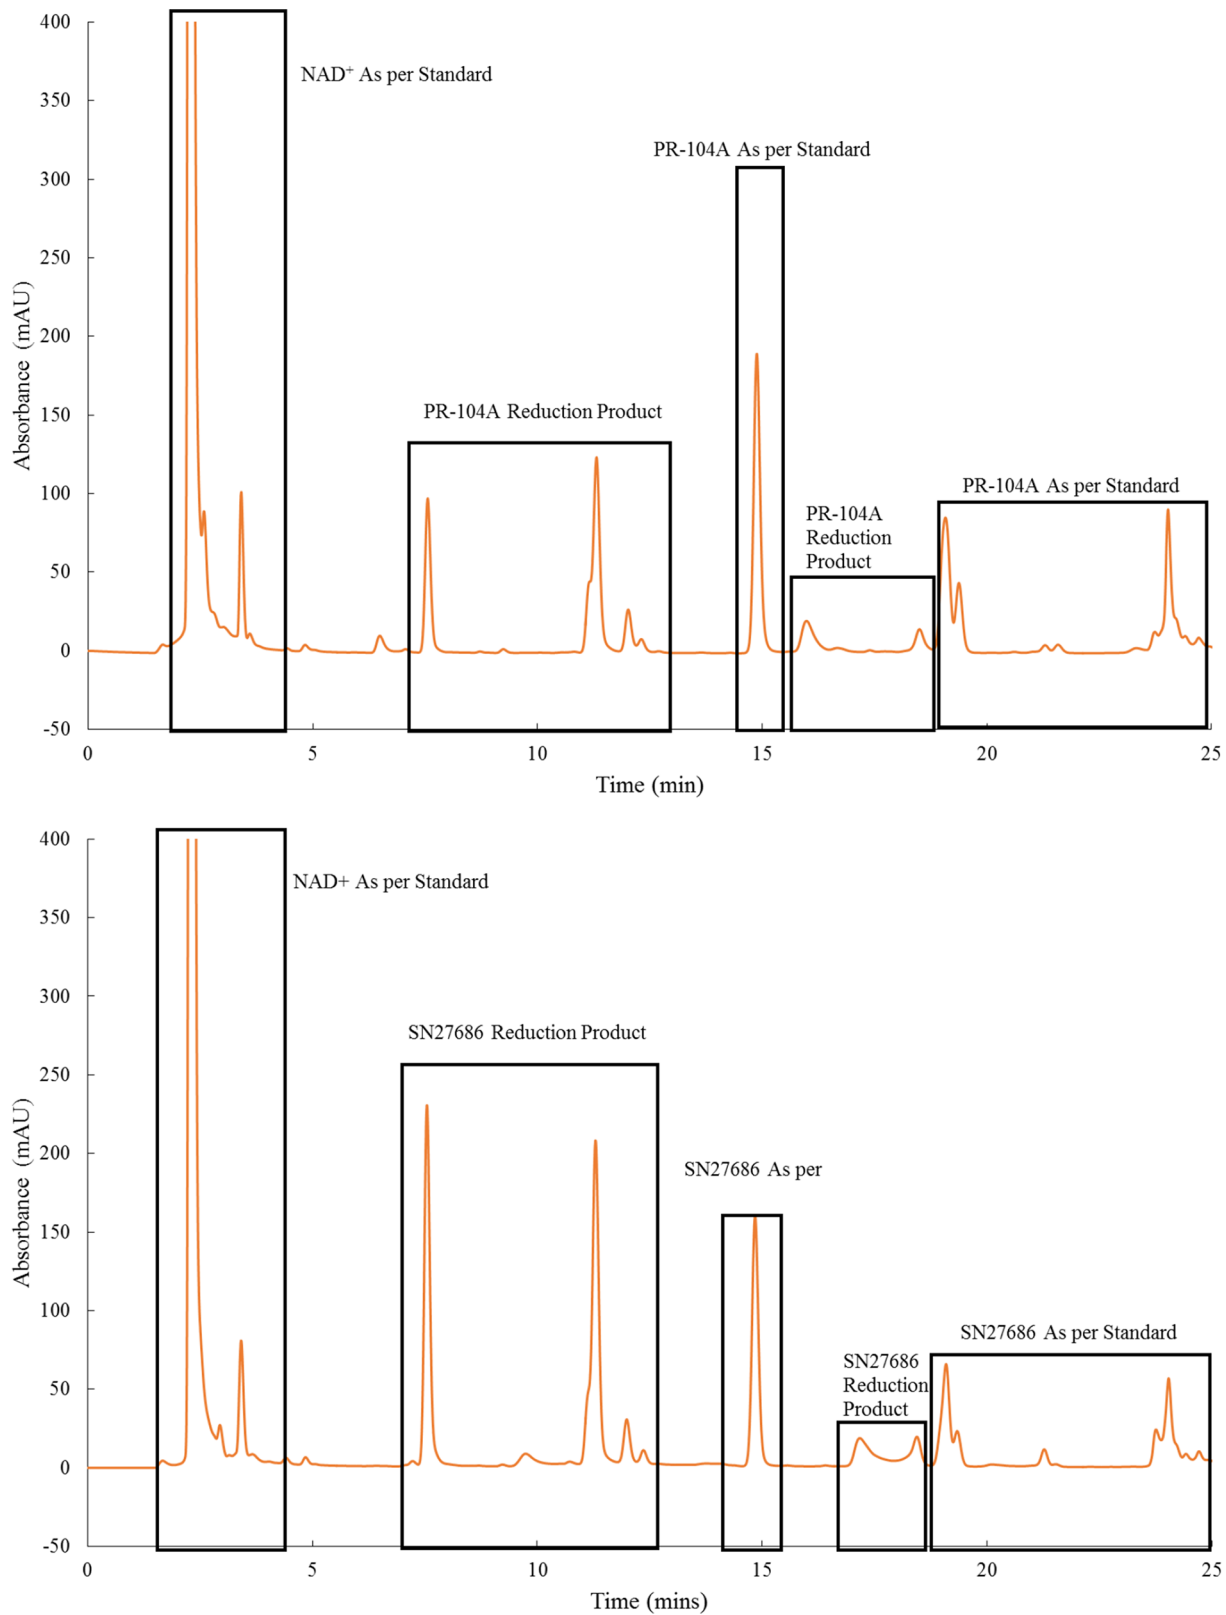 400
NAD⁺ As per Standard
350
PR-104A As per Standard
300
250
200
150
PR-104A Reduction Product
100
PR-104A As per Standard
PR-104A
Reduction
Product
50
0
-50
Absorbance (mAU)
0 5 10 15 20 25
Time (min)
400
NAD+ As per Standard
350
300
SN27686 Reduction Product
250
200
SN27686 As per
150
100
SN27686 As per Standard
SN27686
Reduction
Product
50
0
-50
Absorbance (mAU)
0 5 10 15 20 25
Time (mins)